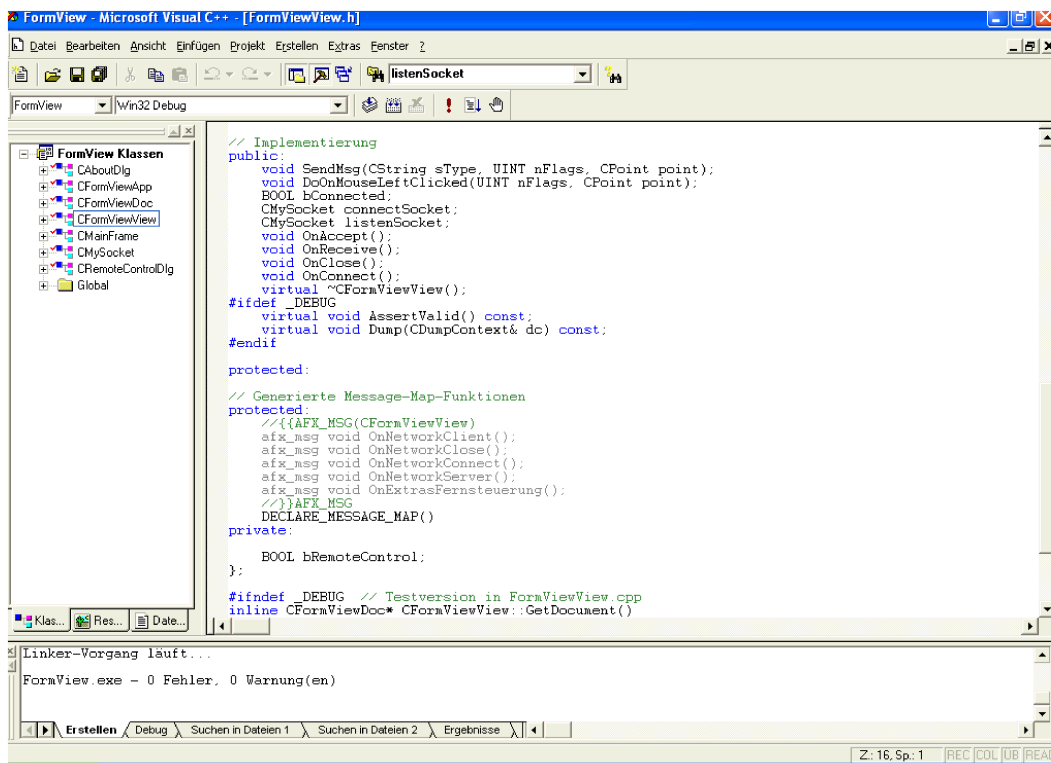 FormView - Microsoft Visual C++ - [FormViewView.h]
Datei Bearbeiten Ansicht Einfügen Projekt Erstellen Extras Fenster ?
listenSocket
FormView Win32 Debug
FormView Klassen
CAboutDlg
CFormViewApp
CFormViewDoc
CFormViewView
CMainFrame
CMySocket
CRemoteControlDlg
Global
Klas... Res... Date...
// Implementierung
public:
    void SendMsg(CString sType, UINT nFlags, CPoint point);
    void DoOnMouseLeftClicked(UINT nFlags, CPoint point);
    BOOL bConnected;
    CMySocket connectSocket;
    CMySocket listenSocket;
    void OnAccept();
    void OnReceive();
    void OnClose();
    void OnConnect();
    virtual ~CFormViewView();
#ifdef _DEBUG
    virtual void AssertValid() const;
    virtual void Dump(CDumpContext& dc) const;
#endif
protected:
// Generierte Message-Map-Funktionen
protected:
    //{{AFX_MSG(CFormViewView)
    afx_msg void OnNetworkClient();
    afx_msg void OnNetworkClose();
    afx_msg void OnNetworkConnect();
    afx_msg void OnNetworkServer();
    afx_msg void OnExtrasFernsteuerung();
    //}}AFX_MSG
    DECLARE_MESSAGE_MAP()
private:
    BOOL bRemoteControl;
};
#ifndef _DEBUG  // Testversion in FormViewView.cpp
inline CFormViewDoc* CFormViewView::GetDocument()
Linker-Vorgang läuft...
FormView.exe - 0 Fehler, 0 Warnung(en)
Erstellen Debug Suchen in Dateien 1 Suchen in Dateien 2 Ergebnisse
Z.: 16, Sp.: 1 REC COL ÜB READ